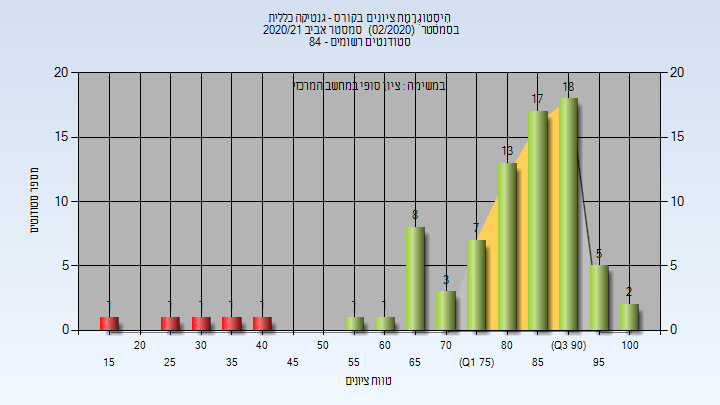 היסטוגרמת ציונים בקורס - גנטיקה כללית
בסמסטר (02/2020) סמסטר אביב 2020/21
סטודנטים רשומים - 84
במשימה : ציון סופי במחשב המרכזי
מספר סטודנטים
20 20
15 15
10 10
5 5
0 0
1 1 1 1 1 1 1 8 3 7 13 17 18 5 2
20 30 40 50 60 70 80 (Q3 90) 100
15 25 35 45 55 65 (Q1 75) 85 95
טווח ציונים